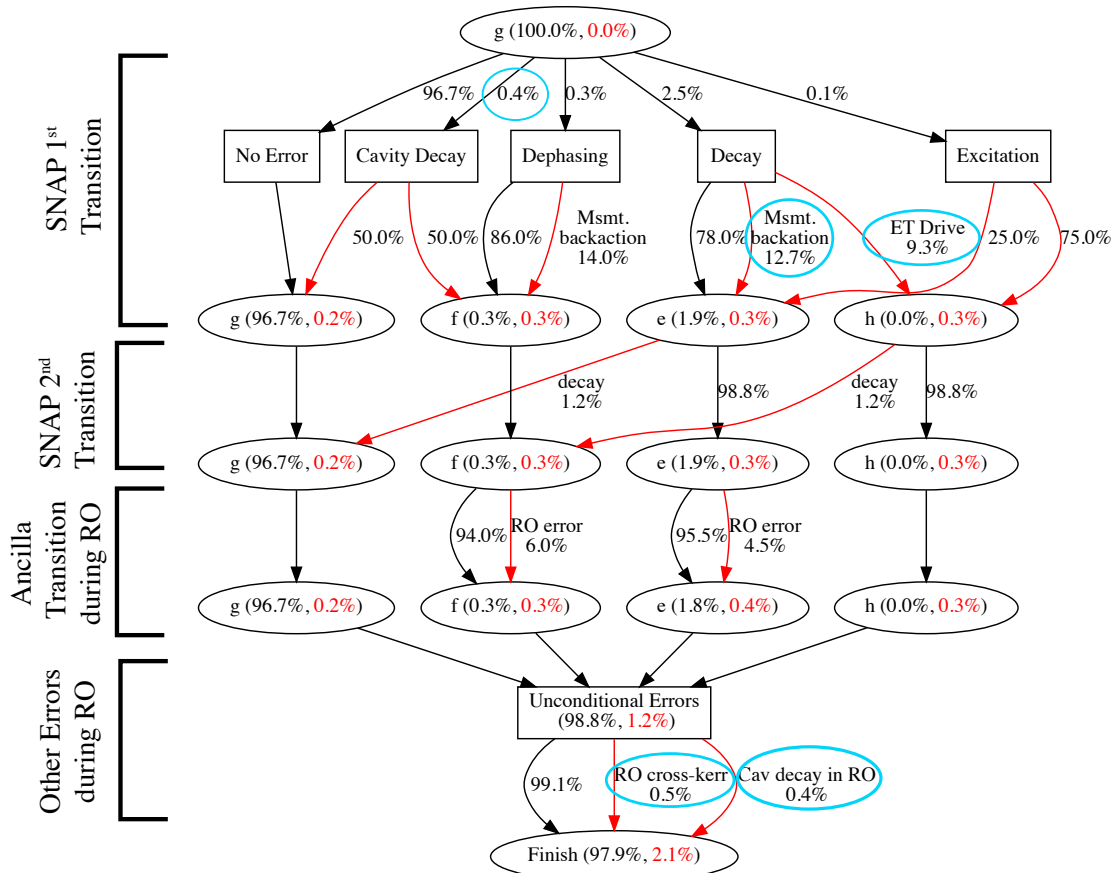 g (100.0%, 0.0%)
SNAP 1st
Transition
96.7%
0.4%
0.3%
2.5%
0.1%
No Error
Cavity Decay
Dephasing
Decay
Excitation
50.0%
50.0%
86.0%
Msmt.
backaction
14.0%
78.0%
Msmt.
backation
12.7%
ET Drive
9.3%
25.0%
75.0%
g (96.7%, 0.2%)
f (0.3%, 0.3%)
e (1.9%, 0.3%)
h (0.0%, 0.3%)
SNAP 2nd
Transition
decay
1.2%
98.8%
decay
1.2%
98.8%
g (96.7%, 0.2%)
f (0.3%, 0.3%)
e (1.9%, 0.3%)
h (0.0%, 0.3%)
Ancilla
Transition
during RO
94.0%
RO error
6.0%
95.5%
RO error
4.5%
g (96.7%, 0.2%)
f (0.3%, 0.3%)
e (1.8%, 0.4%)
h (0.0%, 0.3%)
Other Errors
during RO
Unconditional Errors
(98.8%, 1.2%)
99.1%
RO cross-kerr
0.5%
Cav decay in RO
0.4%
Finish (97.9%, 2.1%)